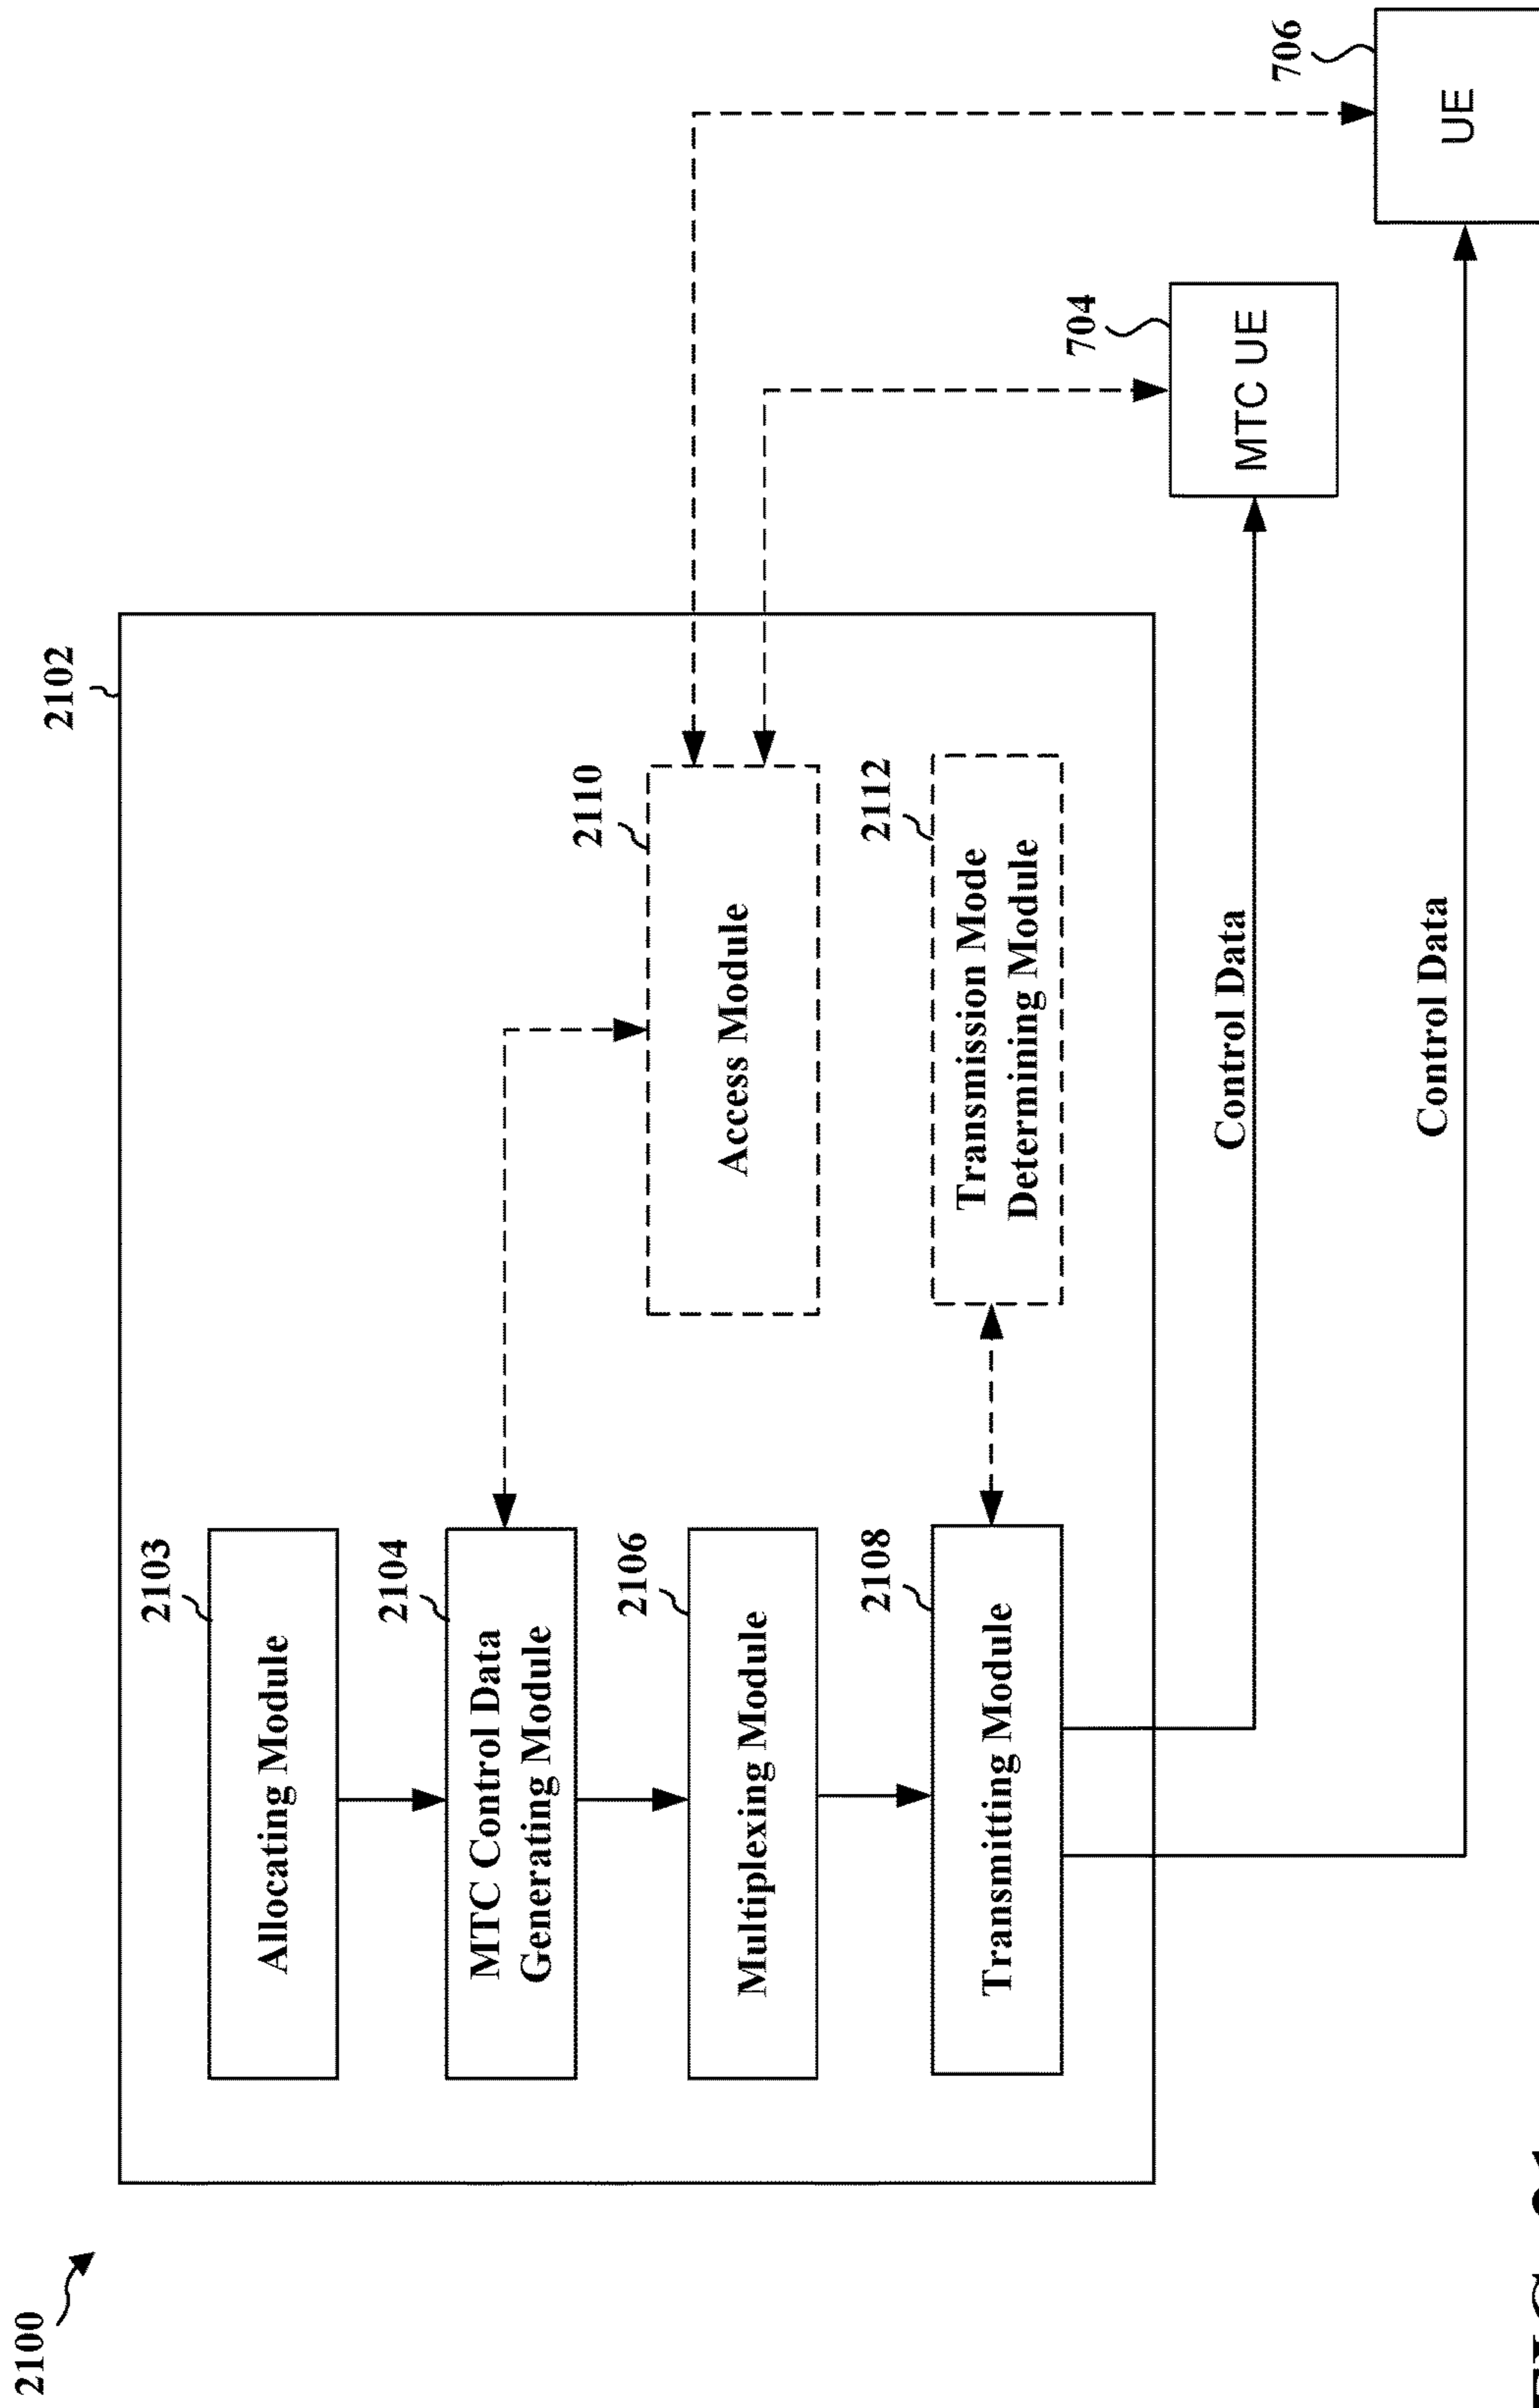 2100
2102
2103
Allocating Module
2104
MTC Control Data
Generating Module
2106
Multiplexing Module
2108
Transmitting Module
2110
Access Module
2112
Transmission Mode
Determining Module
Control Data
Control Data
704
MTC UE
706
UE